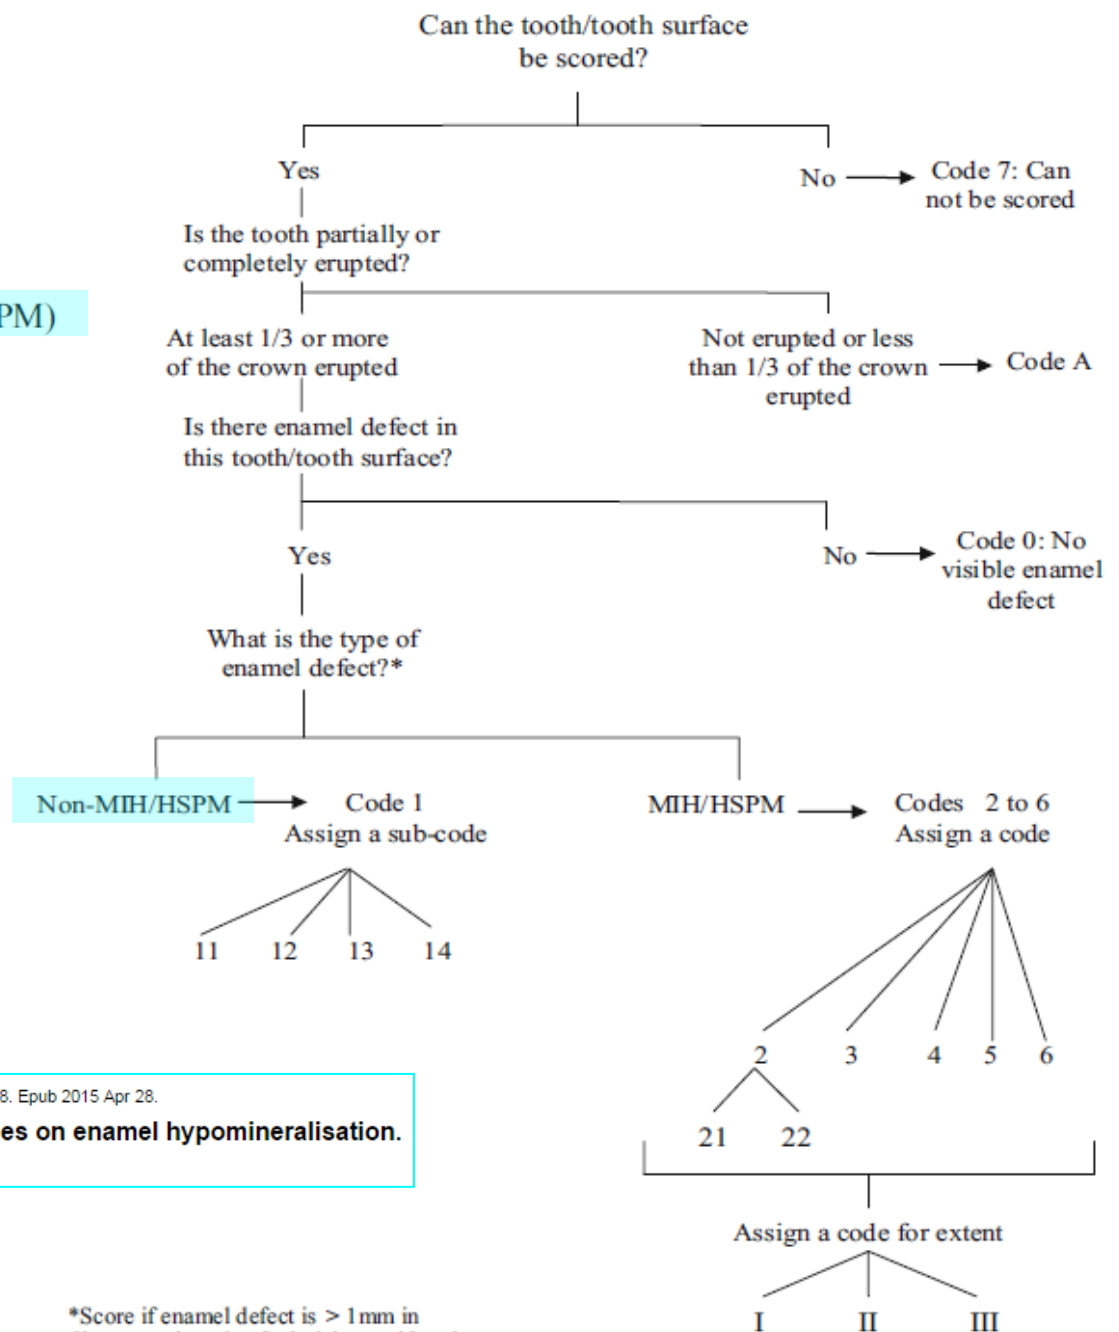 Can the tooth/tooth surface
be scored?
Yes
No
Code 7: Can
not be scored
Is the tooth partially or
completely erupted?
PM)
At least 1/3 or more
of the crown erupted
Not erupted or less
than 1/3 of the crown
erupted
Code A
Is there enamel defect in
this tooth/tooth surface?
Yes
No
Code 0: No
visible enamel
defect
What is the type of
enamel defect?*
Non-MIH/HSPM
Code 1
Assign a sub-code
MIH/HSPM
Codes 2 to 6
Assign a code
11 12 13 14
2 3 4 5 6
21 22
8. Epub 2015 Apr 28.
es on enamel hypomineralisation.
Assign a code for extent
I II III
*Score if enamel defect is > 1mm in